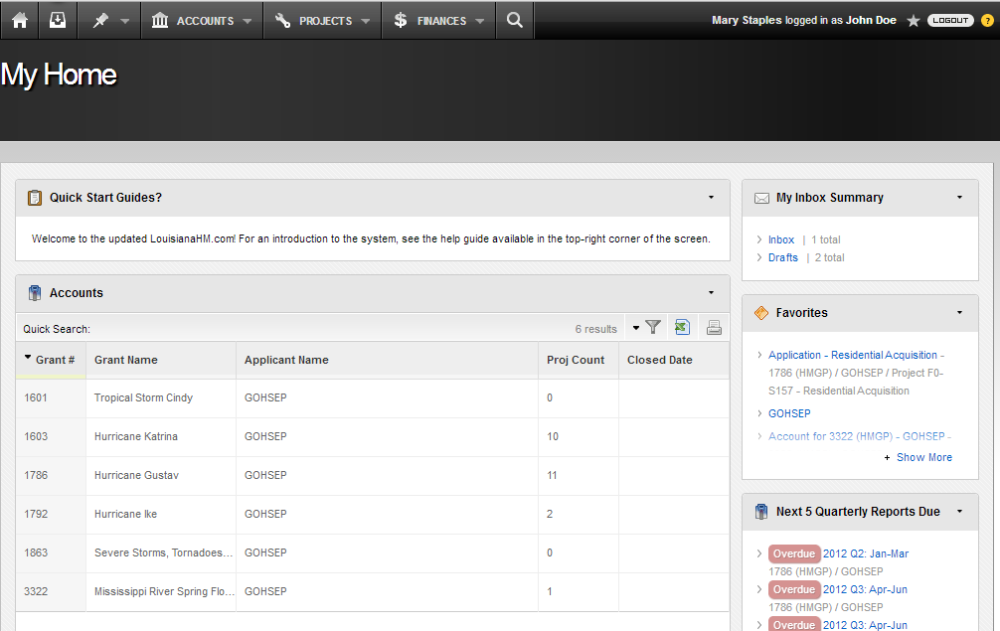 ACCOUNTS PROJECTS FINANCES Mary Staples logged in as John Doe LOGOUT ?
My Home
Quick Start Guides?
Welcome to the updated LouisianaHM.com! For an introduction to the system, see the help guide available in the top-right corner of the screen.
Accounts
Quick Search: 6 results
Grant # Grant Name Applicant Name Proj Count Closed Date
1601 Tropical Storm Cindy GOHSEP 0
1603 Hurricane Katrina GOHSEP 10
1786 Hurricane Gustav GOHSEP 11
1792 Hurricane Ike GOHSEP 2
1863 Severe Storms, Tornadoes... GOHSEP 0
3322 Mississippi River Spring Flo... GOHSEP 1
My Inbox Summary
Inbox | 1 total
Drafts | 2 total
Favorites
Application - Residential Acquisition -
1786 (HMGP) / GOHSEP / Project F0-
S157 - Residential Acquisition
GOHSEP
Account for 3322 (HMGP) - GOHSEP -
+ Show More
Next 5 Quarterly Reports Due
Overdue 2012 Q2: Jan-Mar
1786 (HMGP) / GOHSEP
Overdue 2012 Q3: Apr-Jun
1786 (HMGP) / GOHSEP
Overdue 2012 Q3: Apr-Jun